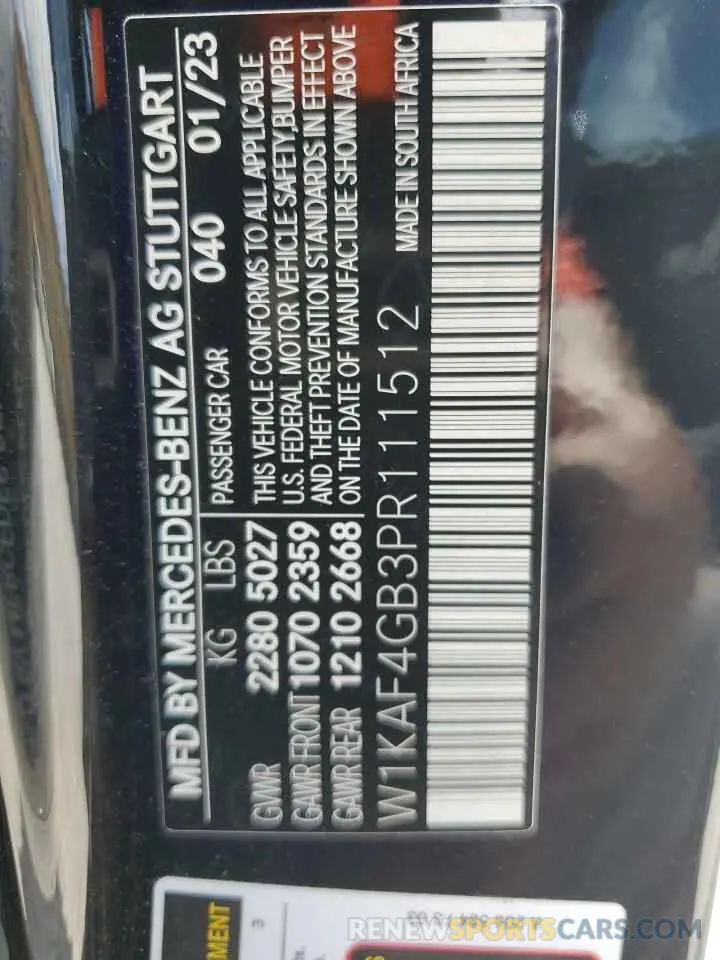 MFD BY MERCEDES-BENZ AG STUTTGART
KG LBS PASSENGER CAR 040 01/23
GWR 2280 5027
GAWR FRONT 1070 2359
GAWR REAR 1210 2668
THIS VEHICLE CONFORMS TO ALL APPLICABLE
U.S. FEDERAL MOTOR VEHICLE SAFETY,BUMPER
AND THEFT PREVENTION STANDARDS IN EFFECT
ON THE DATE OF MANUFACTURE SHOWN ABOVE
W1KAF4GB3PR111512 MADE IN SOUTH AFRICA
3
RENEWSPORTSCARS.COM